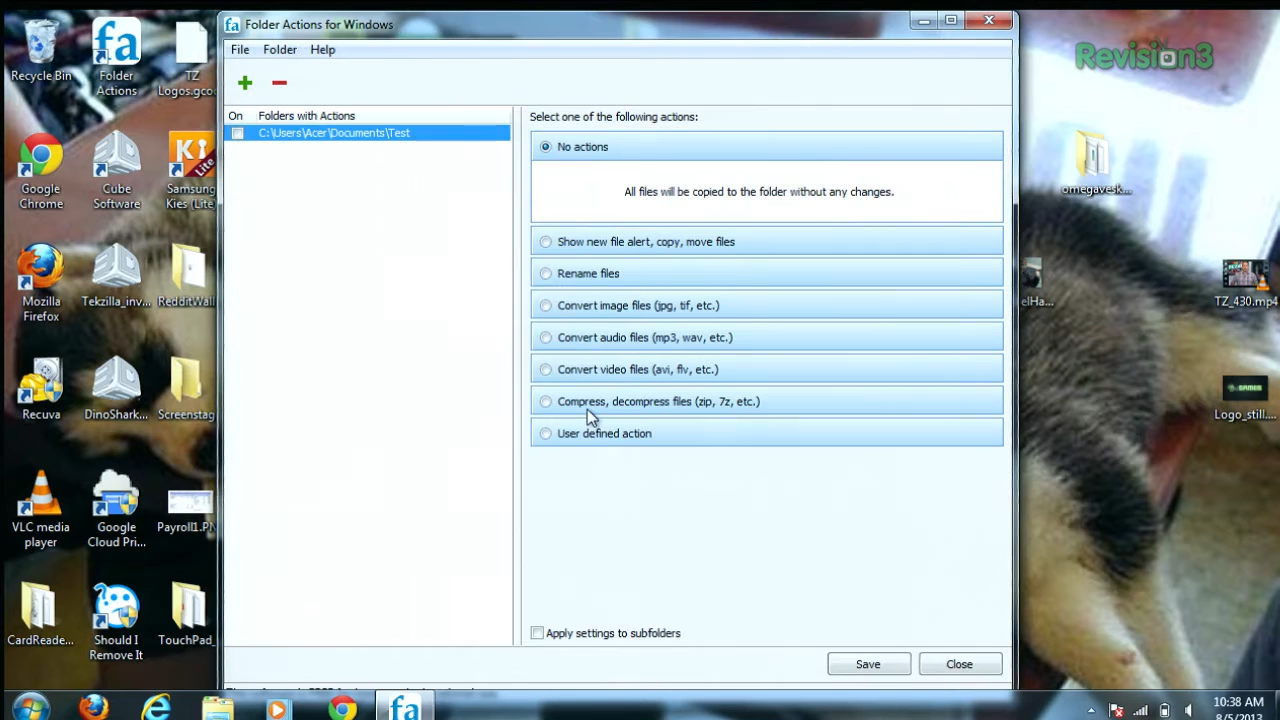 Folder Actions for Windows
File Folder Help
On Folders with Actions
C:\Users\Acer\Documents\Test
Select one of the following actions:
No actions
All files will be copied to the folder without any changes.
Show new file alert, copy, move files
Rename files
Convert image files (jpg, tif, etc.)
Convert audio files (mp3, wav, etc.)
Convert video files (avi, flv, etc.)
Compress, decompress files (zip, 7z, etc.)
User defined action
Apply settings to subfolders
Save Close
Revision3
Recycle Bin
Folder
Actions
TZ
Logos.gcoo
Google
Chrome
Cube
Software
Samsung
Kies (Lite)
Mozilla
Firefox
Tekzilla_inv...
RedditWall
Recuva
DinoShark...
Screenstag
VLC media
player
Google
Cloud Pri...
Payroll1.PN
CardReade...
Should I
Remove It
TouchPad_
omegavesk...
elHa...
TZ_430.mp4
Logo_still....
10:38 AM
8/5/2013